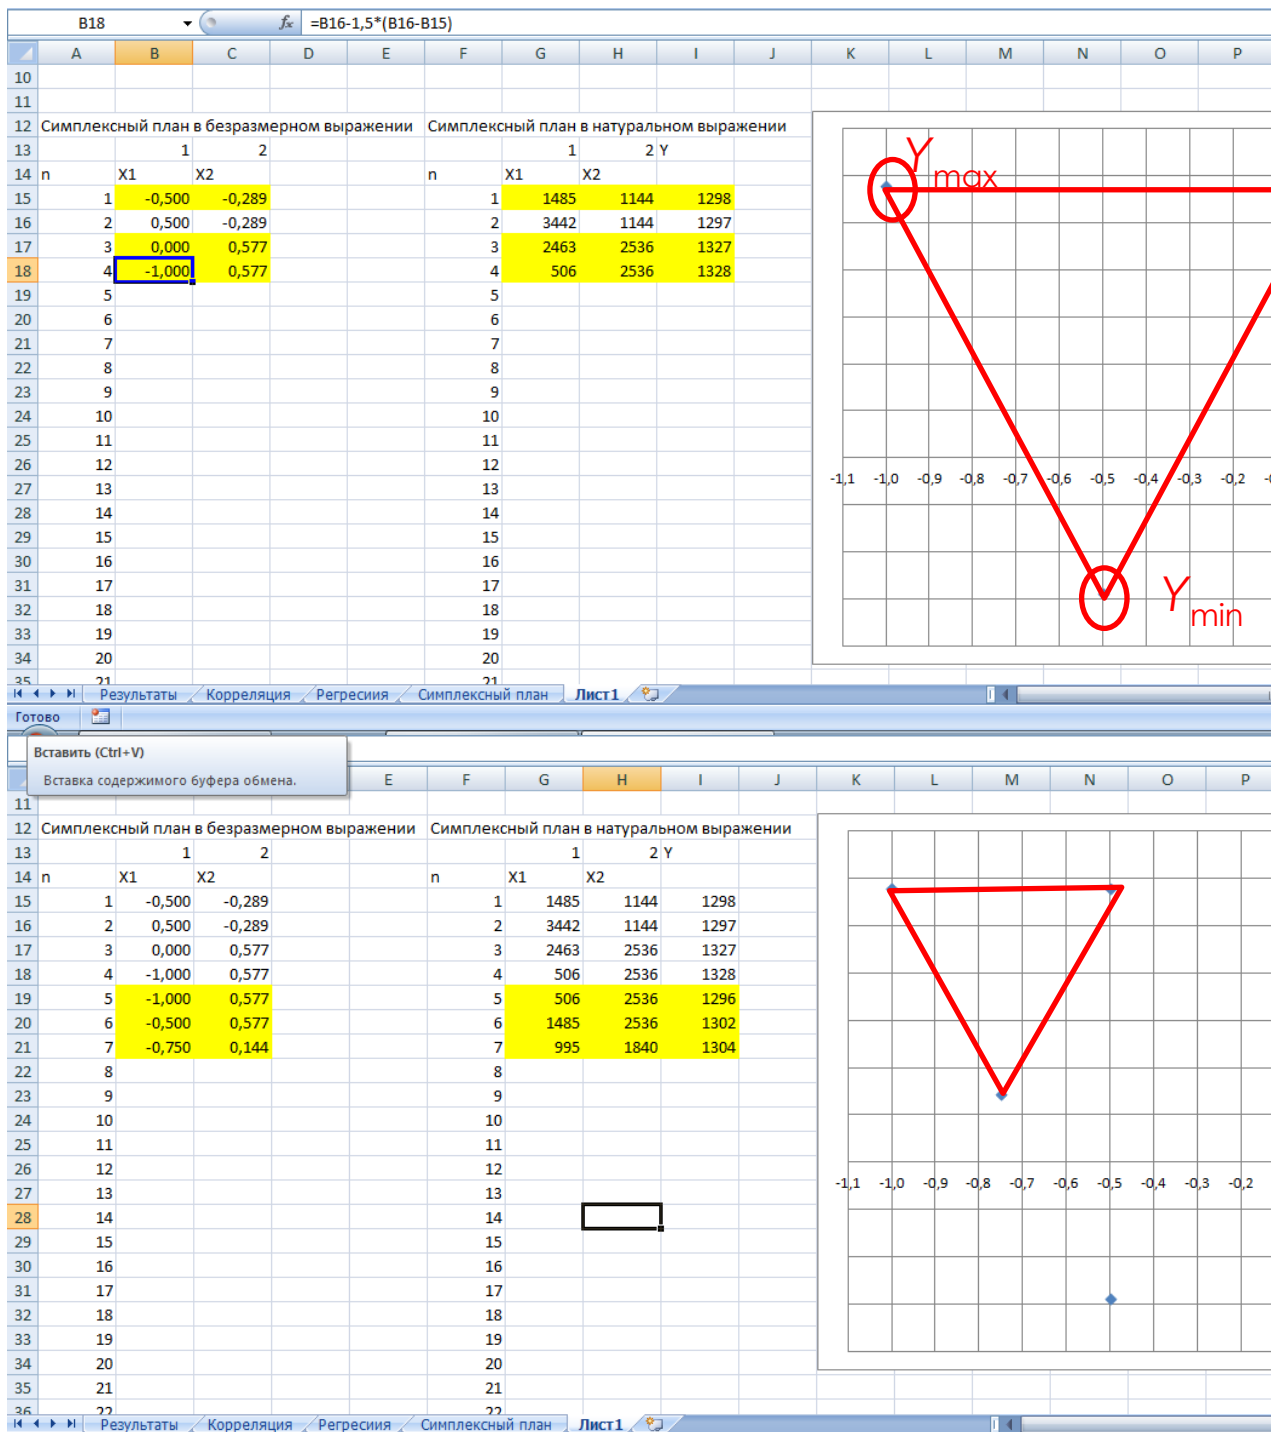 B18 fx =B16-1,5*(B16-B15)
A B C D E F G H I J K L M N O P
10
11
12 Симплексный план в безразмерном выражении Симплексный план в натуральном выражении
13 1 2 1 2 Y
14 n X1 X2 n X1 X2
15 1 -0,500 -0,289 1 1485 1144 1298
16 2 0,500 -0,289 2 3442 1144 1297
17 3 0,000 0,577 3 2463 2536 1327
18 4 -1,000 0,577 4 506 2536 1328
19 5 5
20 6 6
21 7 7
22 8 8
23 9 9
24 10 10
25 11 11
26 12 12
27 13 13
28 14 14
29 15 15
30 16 16
31 17 17
32 18 18
33 19 19
34 20 20
35 21 21
Ymax
-1,1 -1,0 -0,9 -0,8 -0,7 -0,6 -0,5 -0,4 -0,3 -0,2
Ymin
Результаты Корреляция Регресиия Симплексный план Лист1
Готово
Вставить (Ctrl+V)
Вставка содержимого буфера обмена.
E F G H I J K L M N O P
11
12 Симплексный план в безразмерном выражении Симплексный план в натуральном выражении
13 1 2 1 2 Y
14 n X1 X2 n X1 X2
15 1 -0,500 -0,289 1 1485 1144 1298
16 2 0,500 -0,289 2 3442 1144 1297
17 3 0,000 0,577 3 2463 2536 1327
18 4 -1,000 0,577 4 506 2536 1328
19 5 -1,000 0,577 5 506 2536 1296
20 6 -0,500 0,577 6 1485 2536 1302
21 7 -0,750 0,144 7 995 1840 1304
22 8 8
23 9 9
24 10 10
25 11 11
26 12 12
27 13 13
28 14 14
29 15 15
30 16 16
31 17 17
32 18 18
33 19 19
34 20 20
35 21 21
36 22 22
-1,1 -1,0 -0,9 -0,8 -0,7 -0,6 -0,5 -0,4 -0,3 -0,2
Результаты Корреляция Регресиия Симплексный план Лист1